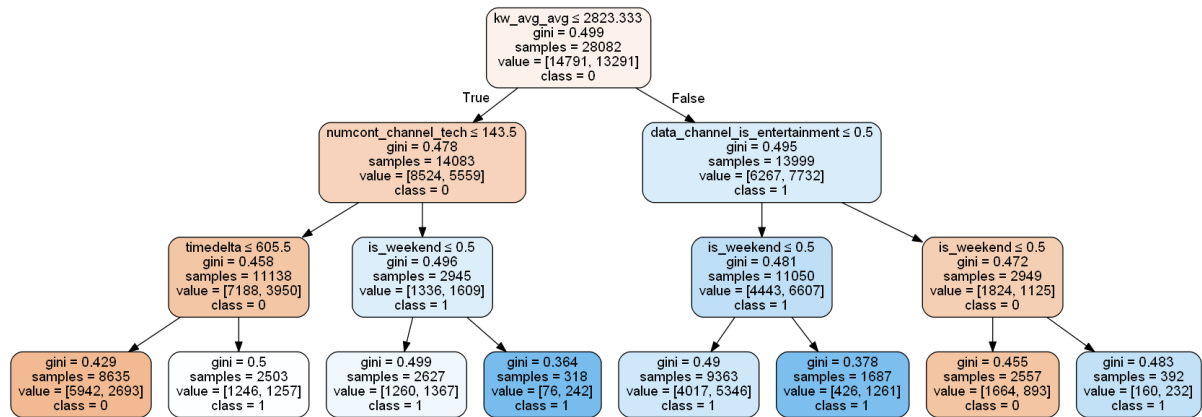 kw_avg_avg ≤ 2823.333
gini = 0.499
samples = 28082
value = [14791, 13291]
class = 0
True
False
numcont_channel_tech ≤ 143.5
gini = 0.478
samples = 14083
value = [8524, 5559]
class = 0
data_channel_is_entertainment ≤ 0.5
gini = 0.495
samples = 13999
value = [6267, 7732]
class = 1
timedelta ≤ 605.5
gini = 0.458
samples = 11138
value = [7188, 3950]
class = 0
is_weekend ≤ 0.5
gini = 0.496
samples = 2945
value = [1336, 1609]
class = 1
is_weekend ≤ 0.5
gini = 0.481
samples = 11050
value = [4443, 6607]
class = 1
is_weekend ≤ 0.5
gini = 0.472
samples = 2949
value = [1824, 1125]
class = 0
gini = 0.429
samples = 8635
value = [5942, 2693]
class = 0
gini = 0.5
samples = 2503
value = [1246, 1257]
class = 1
gini = 0.499
samples = 2627
value = [1260, 1367]
class = 1
gini = 0.364
samples = 318
value = [76, 242]
class = 1
gini = 0.49
samples = 9363
value = [4017, 5346]
class = 1
gini = 0.378
samples = 1687
value = [426, 1261]
class = 1
gini = 0.455
samples = 2557
value = [1664, 893]
class = 0
gini = 0.483
samples = 392
value = [160, 232]
class = 1